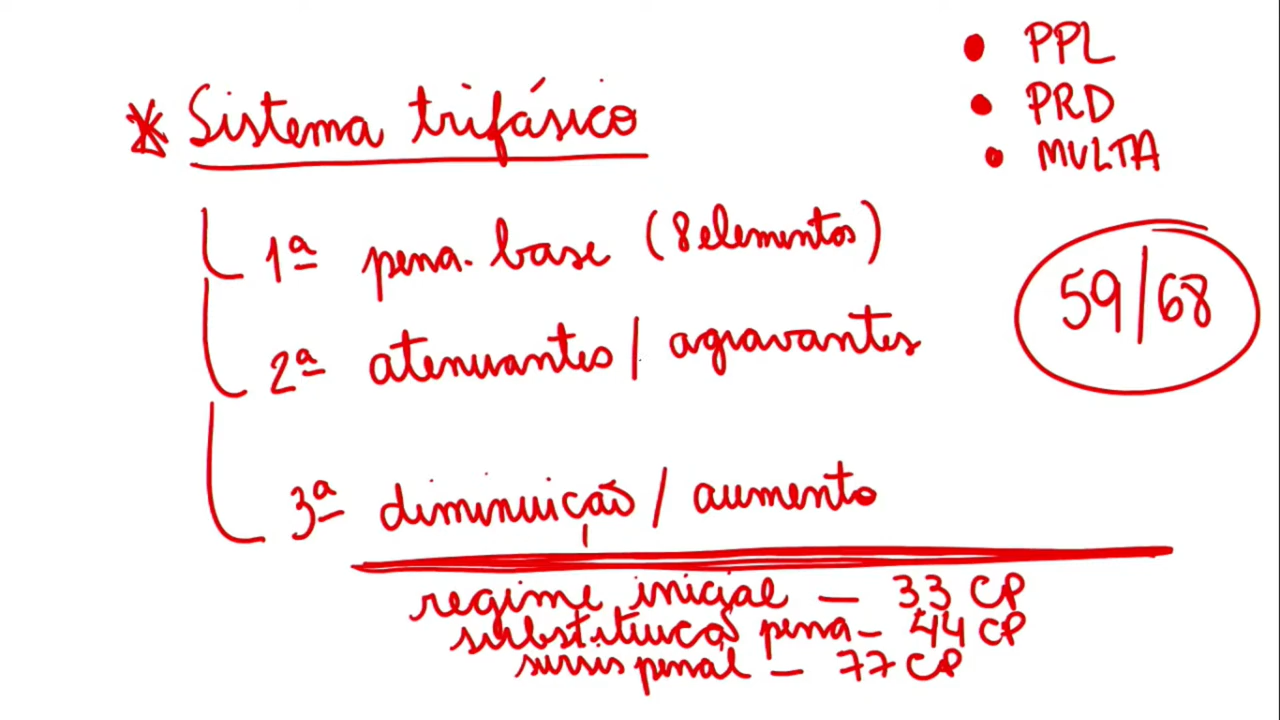 * Sistema trifásico
• PPL
• PRD
• MULTA
1ª pena-base (8 elementos)
59/68
2ª atenuantes / agravantes
3ª diminuição / aumento
regime inicial – 33 CP
substituição pena – 44 CP
sursis penal – 77 CP